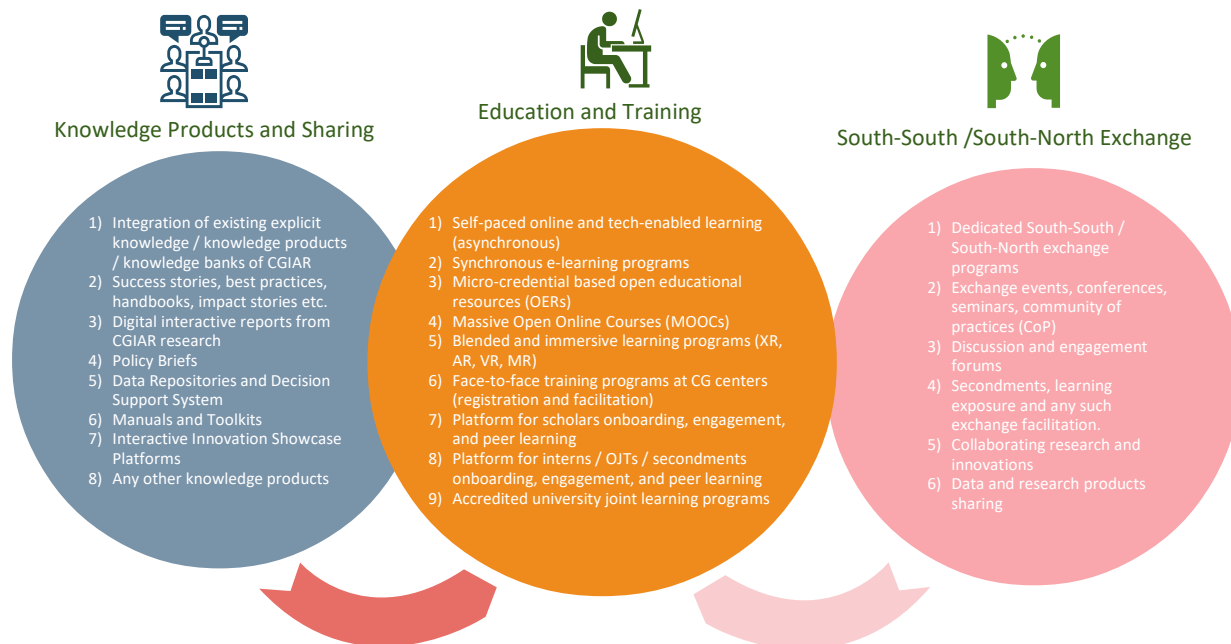 Knowledge Products and Sharing
1) Integration of existing explicit
knowledge / knowledge products
/ knowledge banks of CGIAR
2) Success stories, best practices,
handbooks, impact stories etc.
3) Digital interactive reports from
CGIAR research
4) Policy Briefs
5) Data Repositories and Decision
Support System
6) Manuals and Toolkits
7) Interactive Innovation Showcase
Platforms
8) Any other knowledge products
Education and Training
1) Self-paced online and tech-enabled learning
(asynchronous)
2) Synchronous e-learning programs
3) Micro-credential based open educational
resources (OERs)
4) Massive Open Online Courses (MOOCs)
5) Blended and immersive learning programs (XR,
AR, VR, MR)
6) Face-to-face training programs at CG centers
(registration and facilitation)
7) Platform for scholars onboarding, engagement,
and peer learning
8) Platform for interns / OJTs / secondments
onboarding, engagement, and peer learning
9) Accredited university joint learning programs
South-South /South-North Exchange
1) Dedicated South-South /
South-North exchange
programs
2) Exchange events, conferences,
seminars, community of
practices (CoP)
3) Discussion and engagement
forums
4) Secondments, learning
exposure and any such
exchange facilitation.
5) Collaborating research and
innovations
6) Data and research products
sharing